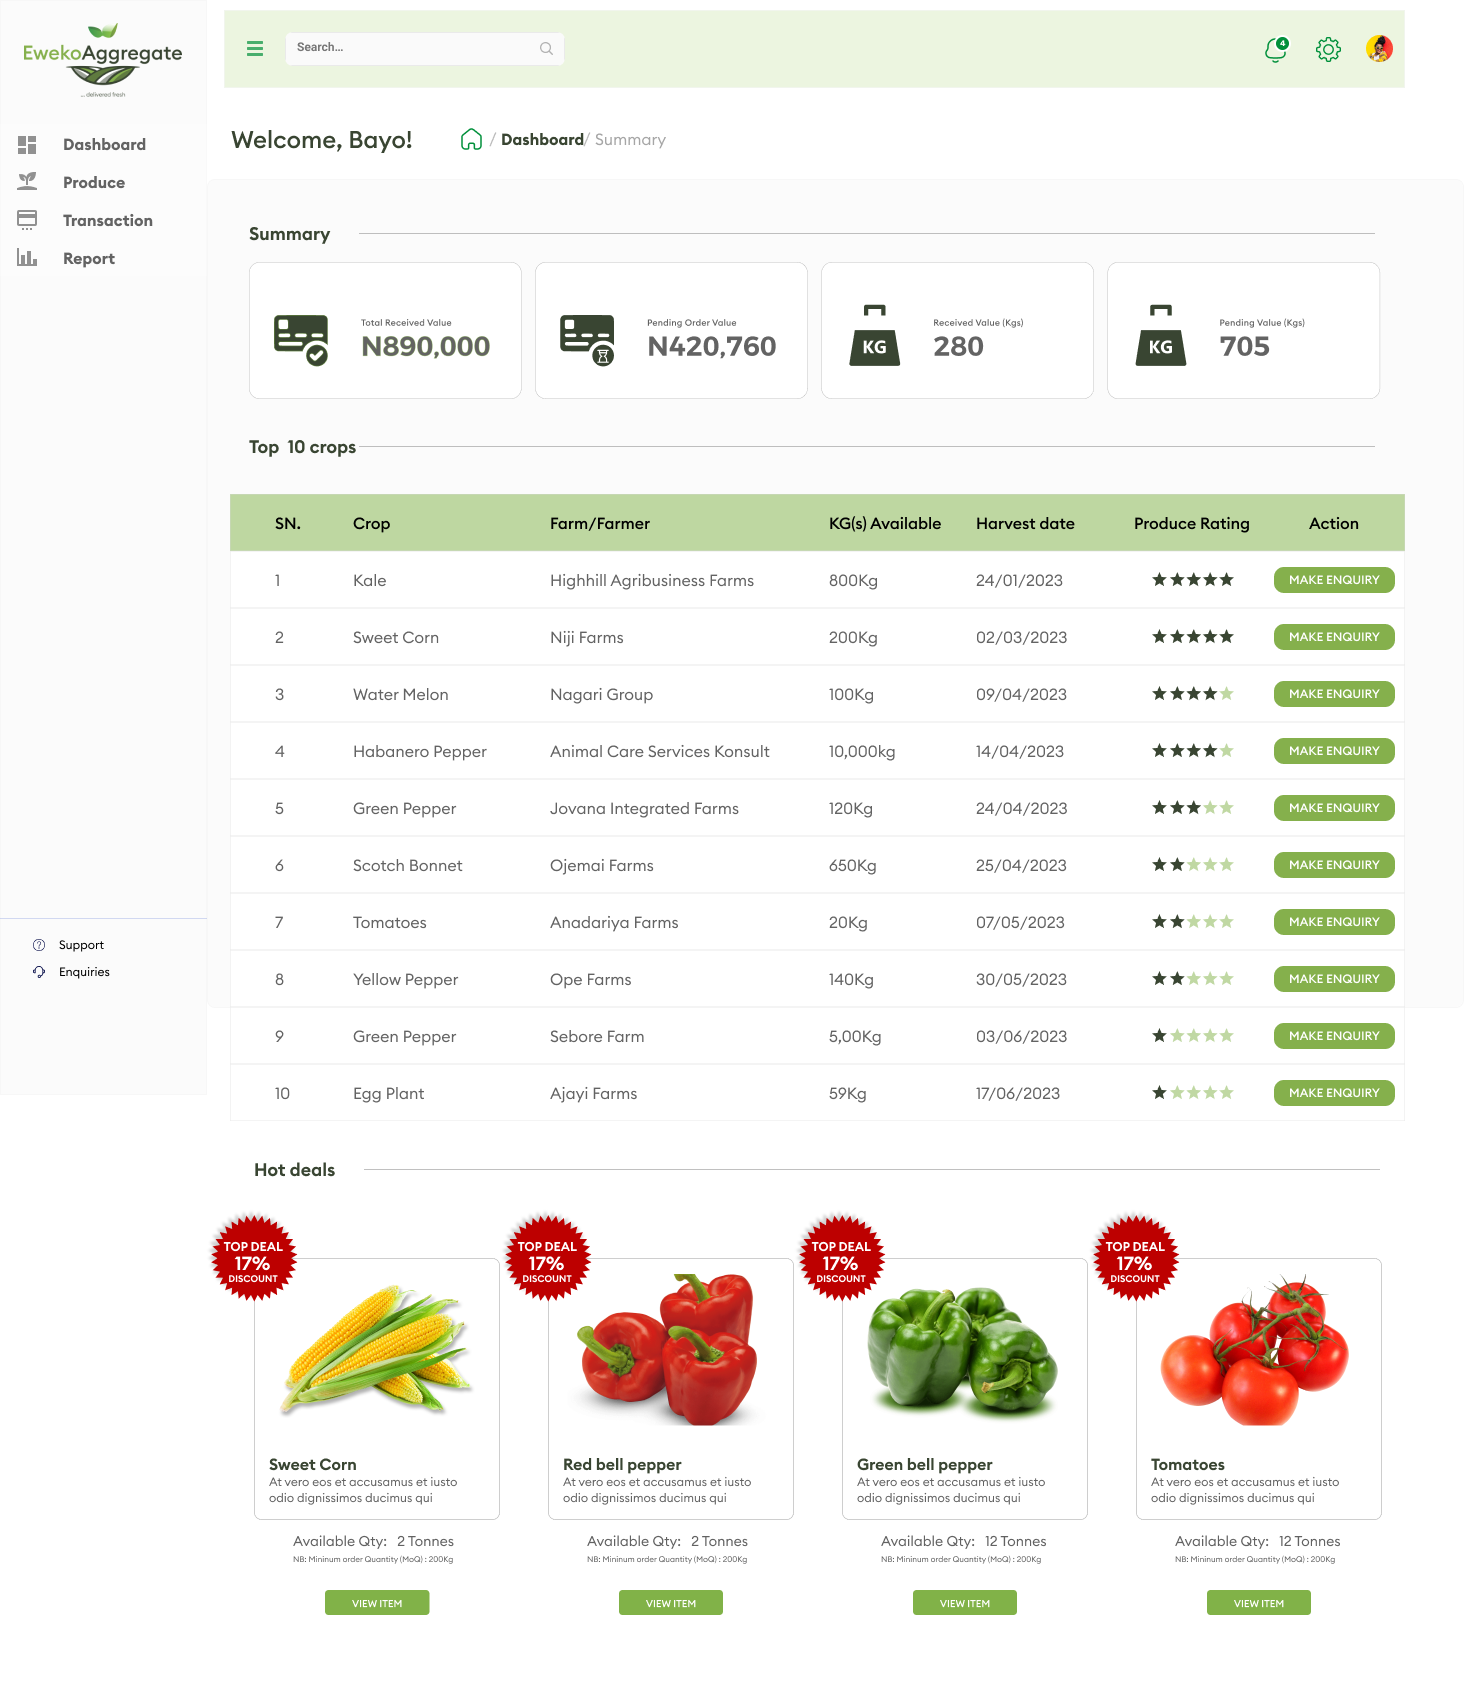 EwekoAggregate
... delivered fresh
Search...
4
Dashboard
Produce
Transaction
Report
Support
Enquiries
Welcome, Bayo!
/ Dashboard/ Summary
Summary
Total Received Value
N890,000
Pending Order Value
N420,760
KG
Received Value (Kgs)
280
KG
Pending Value (Kgs)
705
Top 10 crops
SN. Crop Farm/Farmer KG(s) Available Harvest date Produce Rating Action
1 Kale Highhill Agribusiness Farms 800Kg 24/01/2023 MAKE ENQUIRY
2 Sweet Corn Niji Farms 200Kg 02/03/2023 MAKE ENQUIRY
3 Water Melon Nagari Group 100Kg 09/04/2023 MAKE ENQUIRY
4 Habanero Pepper Animal Care Services Konsult 10,000kg 14/04/2023 MAKE ENQUIRY
5 Green Pepper Jovana Integrated Farms 120Kg 24/04/2023 MAKE ENQUIRY
6 Scotch Bonnet Ojemai Farms 650Kg 25/04/2023 MAKE ENQUIRY
7 Tomatoes Anadariya Farms 20Kg 07/05/2023 MAKE ENQUIRY
8 Yellow Pepper Ope Farms 140Kg 30/05/2023 MAKE ENQUIRY
9 Green Pepper Sebore Farm 5,00Kg 03/06/2023 MAKE ENQUIRY
10 Egg Plant Ajayi Farms 59Kg 17/06/2023 MAKE ENQUIRY
Hot deals
TOP DEAL
17%
DISCOUNT
Sweet Corn
At vero eos et accusamus et iusto
odio dignissimos ducimus qui
Available Qty: 2 Tonnes
NB: Mininum order Quantity (MoQ) : 200Kg
VIEW ITEM
TOP DEAL
17%
DISCOUNT
Red bell pepper
At vero eos et accusamus et iusto
odio dignissimos ducimus qui
Available Qty: 2 Tonnes
NB: Mininum order Quantity (MoQ) : 200Kg
VIEW ITEM
TOP DEAL
17%
DISCOUNT
Green bell pepper
At vero eos et accusamus et iusto
odio dignissimos ducimus qui
Available Qty: 12 Tonnes
NB: Mininum order Quantity (MoQ) : 200Kg
VIEW ITEM
TOP DEAL
17%
DISCOUNT
Tomatoes
At vero eos et accusamus et iusto
odio dignissimos ducimus qui
Available Qty: 12 Tonnes
NB: Mininum order Quantity (MoQ) : 200Kg
VIEW ITEM